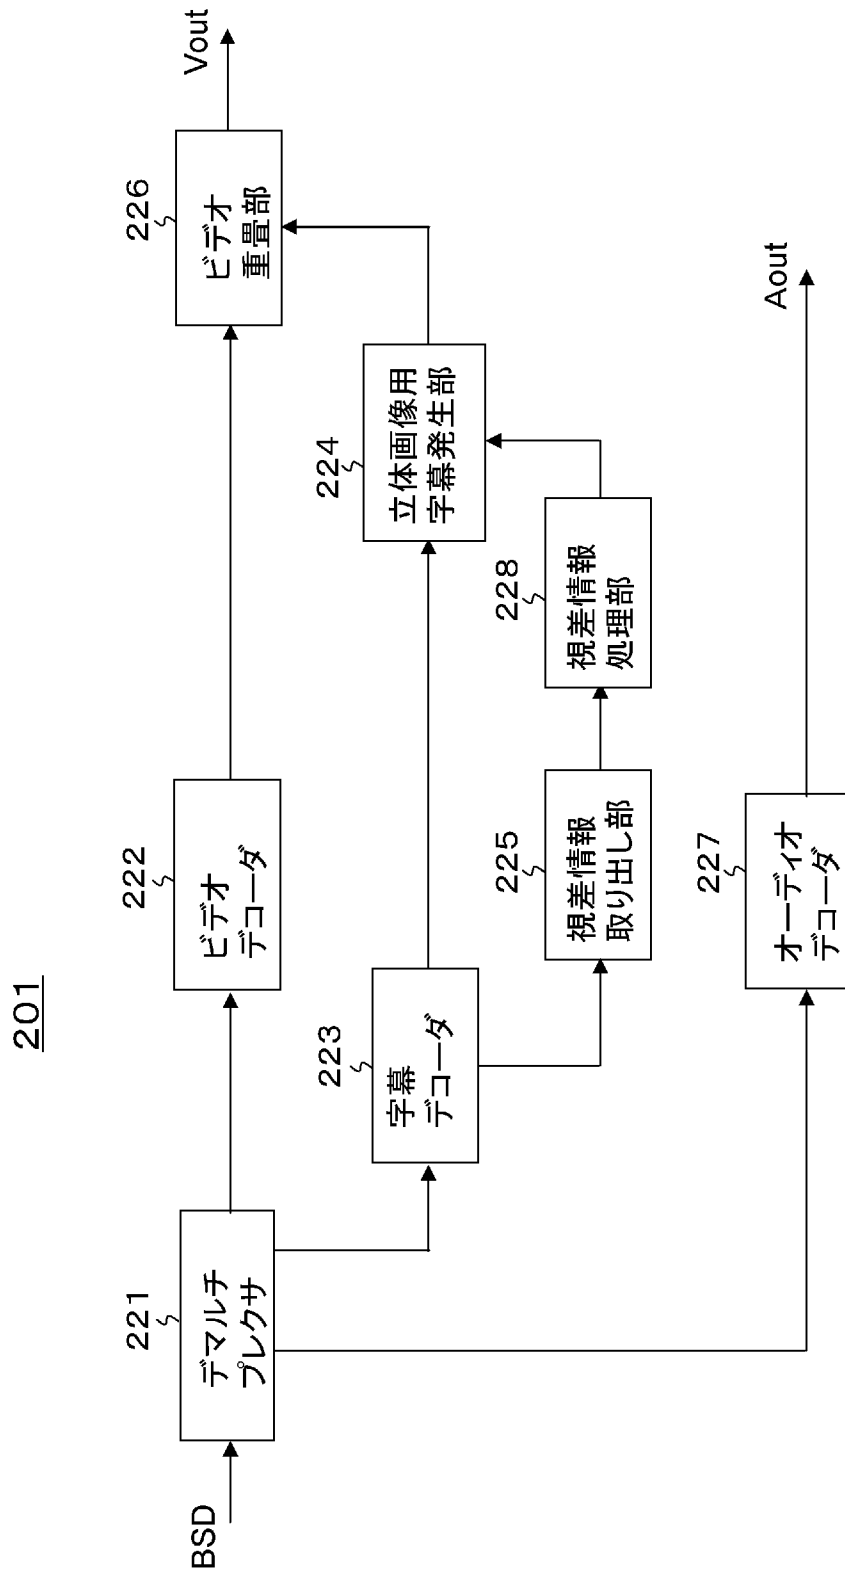 201
BSD
221
デマルチ
プレクサ
222
ビデオ
デコーダ
226
ビデオ
重畳部
Vout
223
字幕
デコーダ
224
立体画像用
字幕発生部
225
視差情報
取り出し部
228
視差情報
処理部
227
オーディオ
デコーダ
Aout